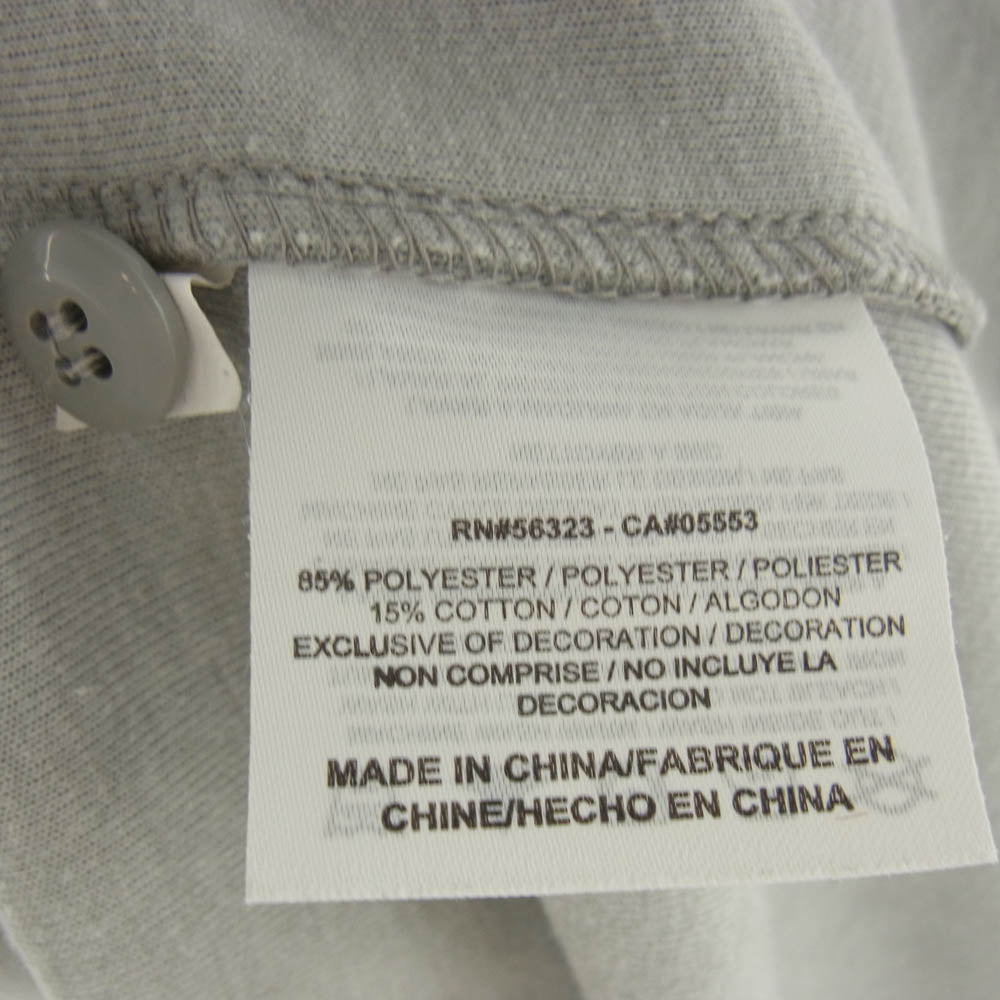 RN#56323 - CA#05553
85% POLYESTER / POLYESTER / POLIESTER
15% COTTON / COTON / ALGODON
EXCLUSIVE OF DECORATION / DECORATION
NON COMPRISE / NO INCLUYE LA
DECORACION
MADE IN CHINA/FABRIQUE EN
CHINE/HECHO EN CHINA